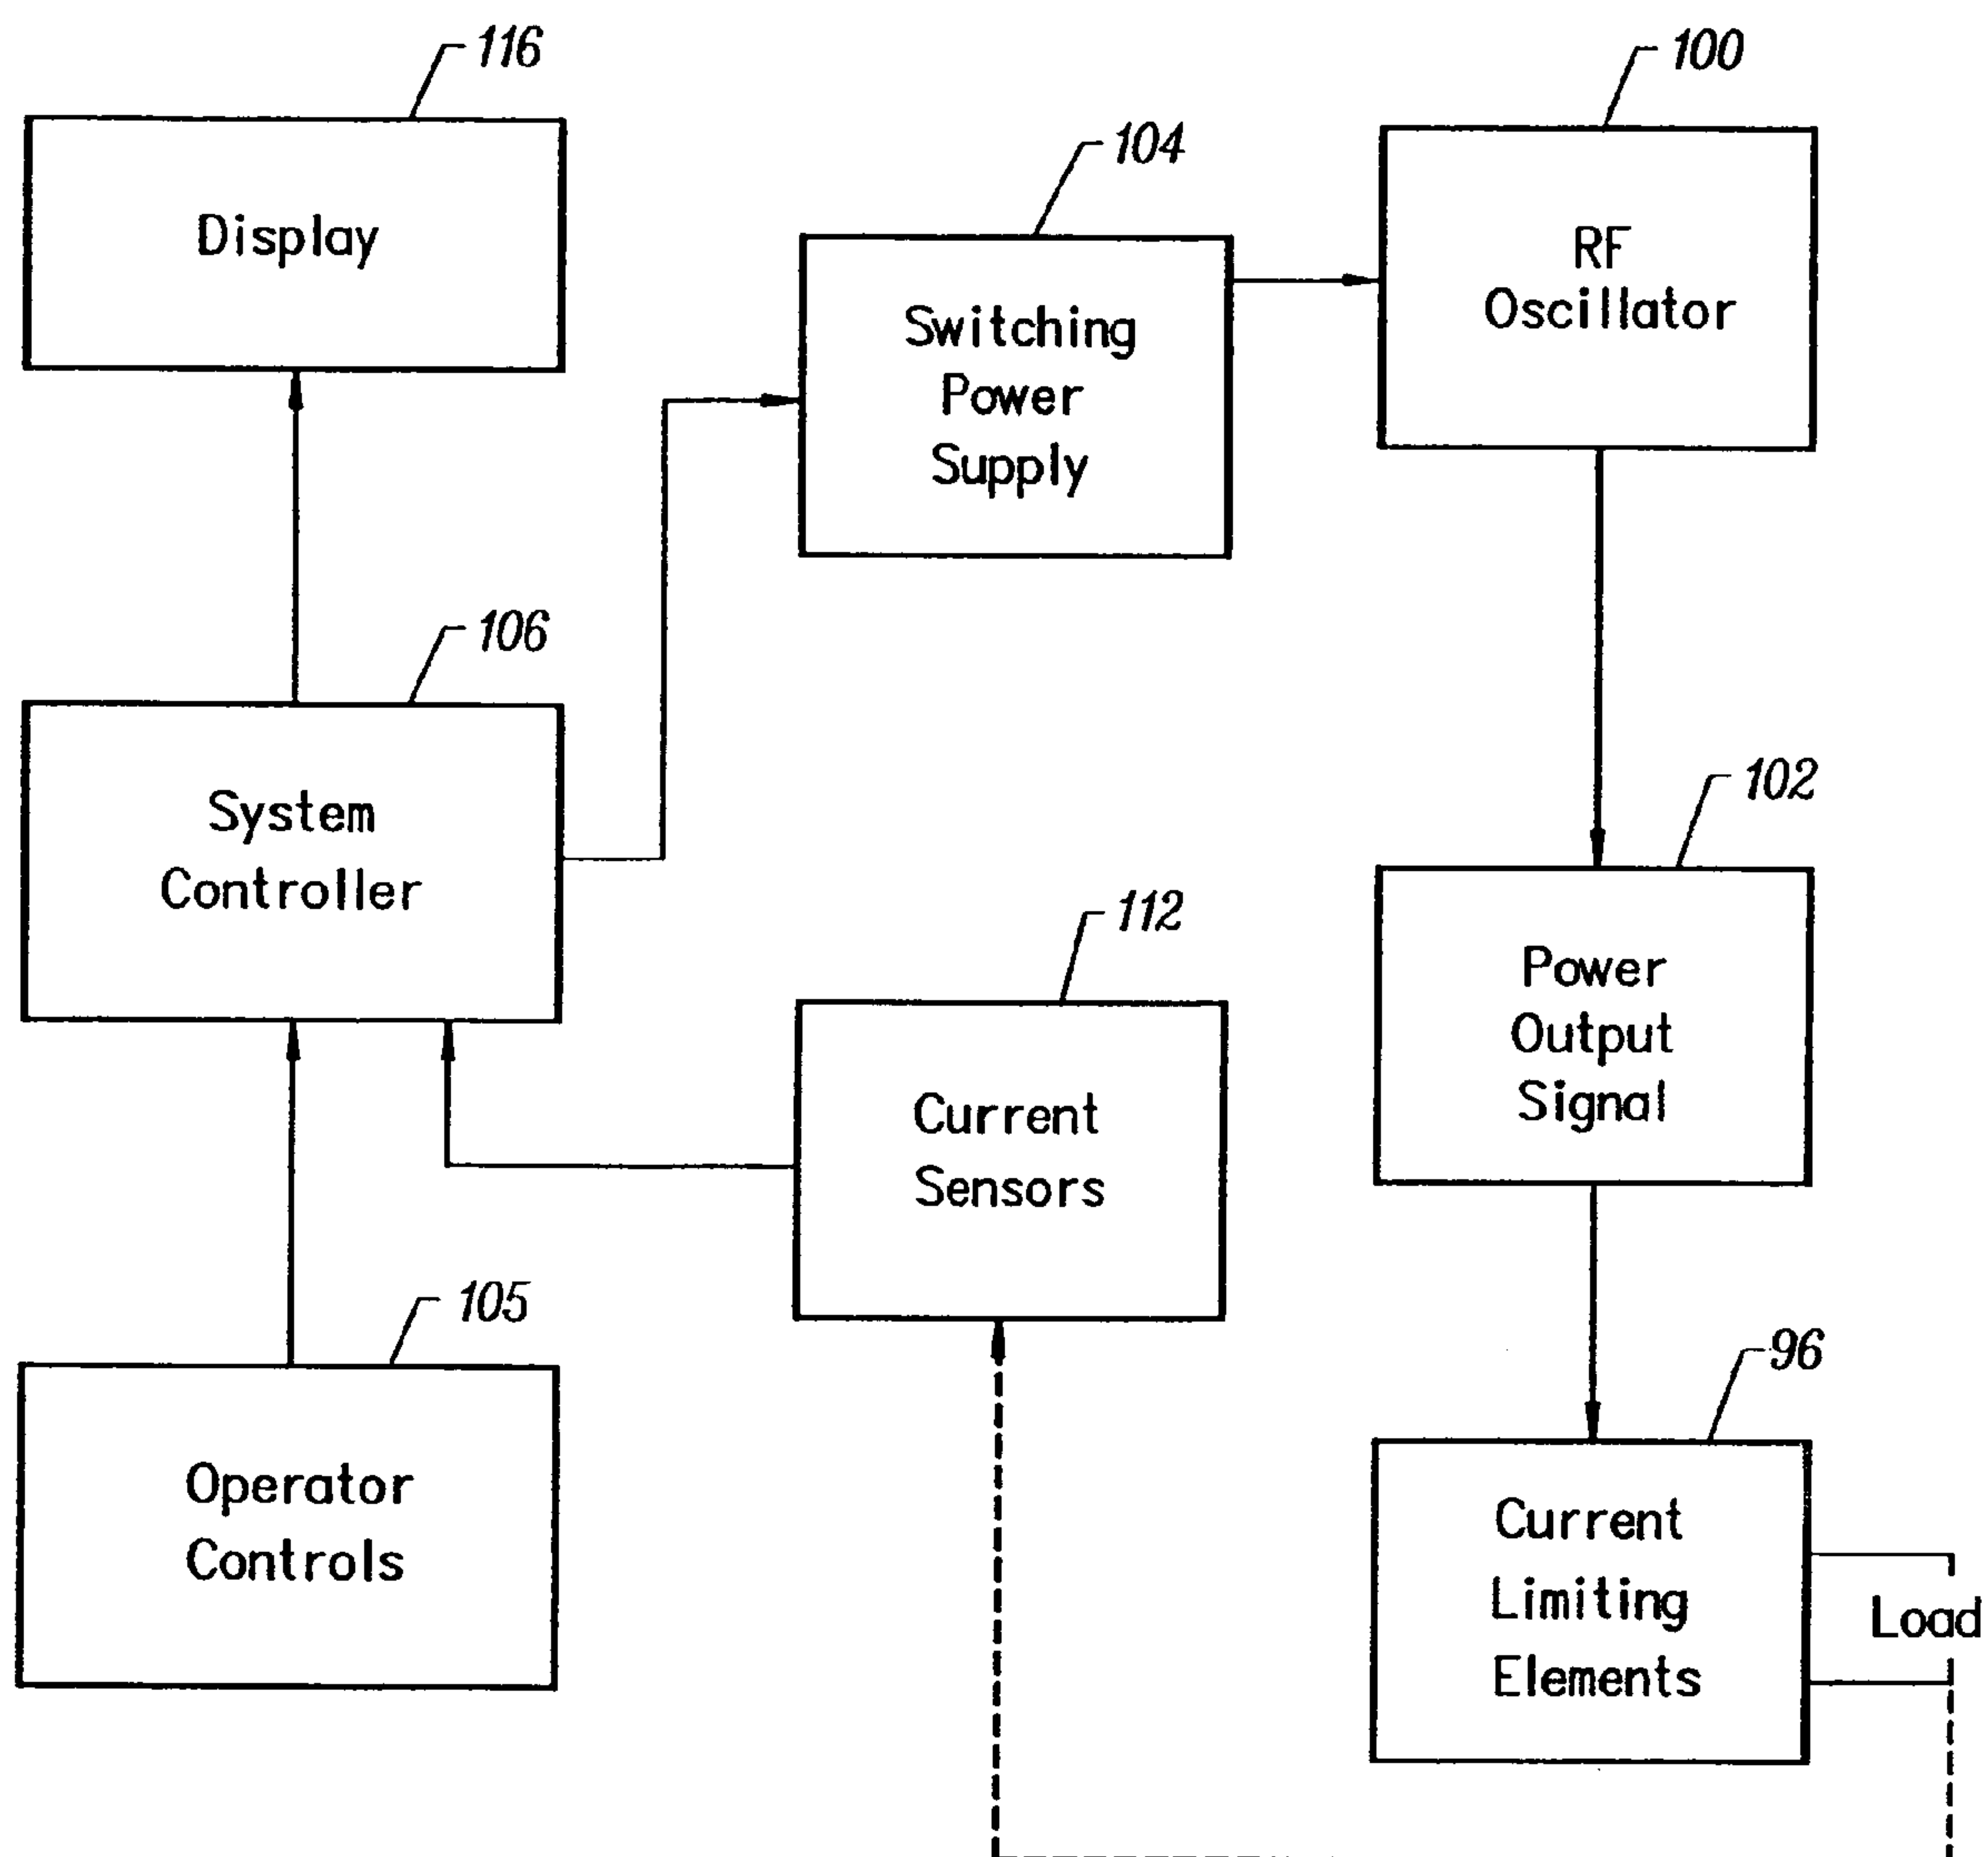 116
Display
104
Switching
Power
Supply
100
RF
Oscillator
106
System
Controller
112
Current
Sensors
102
Power
Output
Signal
105
Operator
Controls
96
Current
Limiting
Elements
Load